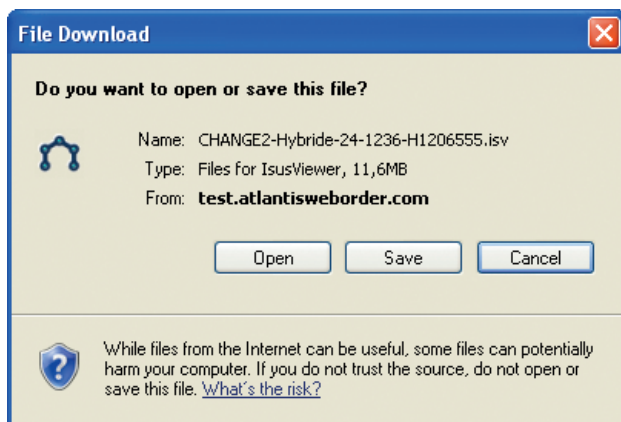 File Download
Do you want to open or save this file?
Name: CHANGE2-Hybride-24-1236-H1206555.isv
Type: Files for IsusViewer, 11,6MB
From: test.atlantisweborder.com
Open Save Cancel
While files from the Internet can be useful, some files can potentially
harm your computer. If you do not trust the source, do not open or
save this file. What's the risk?